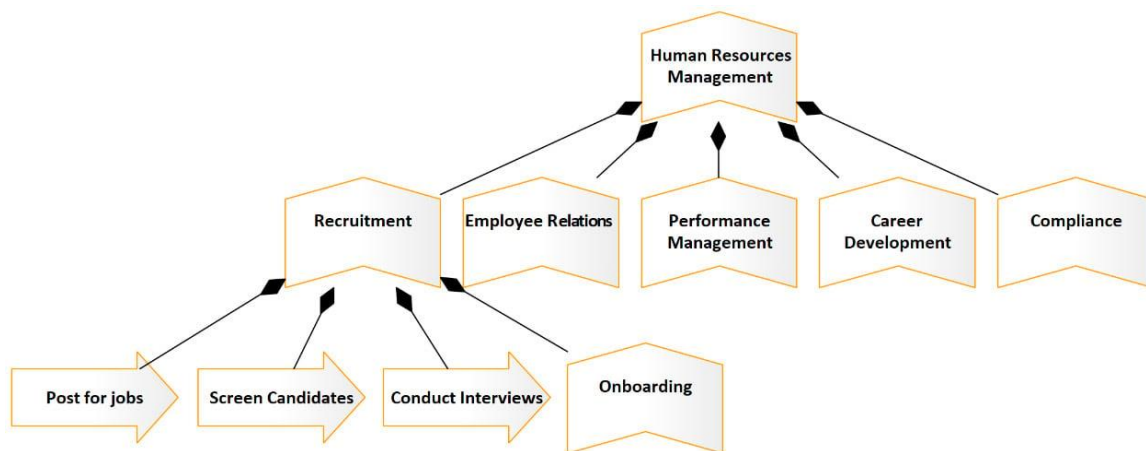 Human Resources
Management
Recruitment
Employee Relations
Performance
Management
Career
Development
Compliance
Post for jobs
Screen Candidates
Conduct Interviews
Onboarding